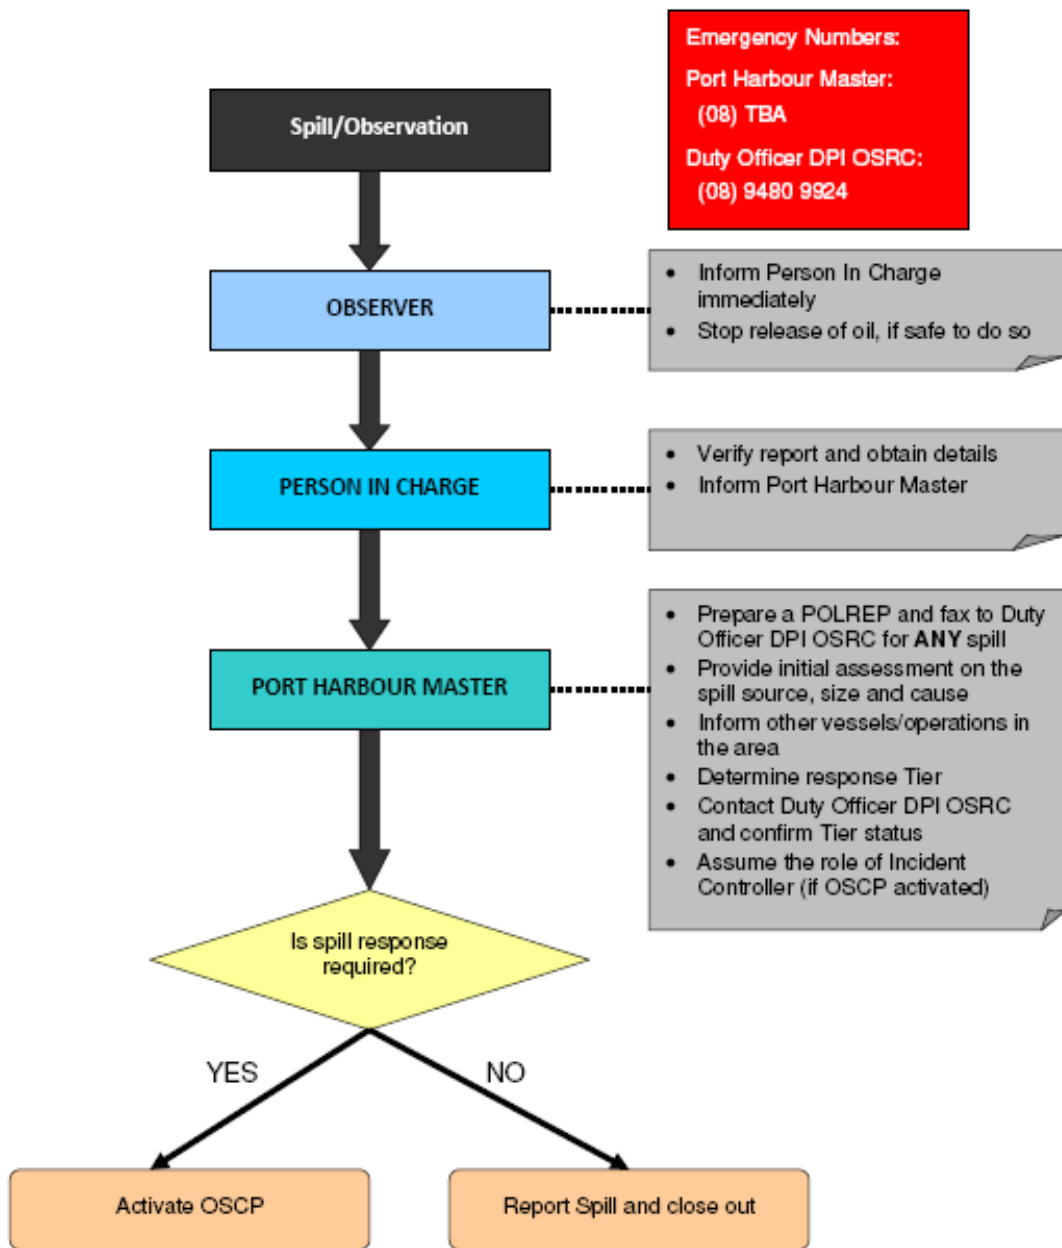 Emergency Numbers:
Port Harbour Master:
(08) TBA
Duty Officer DPI OSRC:
(08) 9480 9924
Spill/Observation
OBSERVER
• Inform Person In Charge
immediately
• Stop release of oil, if safe to do so
PERSON IN CHARGE
• Verify report and obtain details
• Inform Port Harbour Master
PORT HARBOUR MASTER
• Prepare a POLREP and fax to Duty
Officer DPI OSRC for ANY spill
• Provide initial assessment on the
spill source, size and cause
• Inform other vessels/operations in
the area
• Determine response Tier
• Contact Duty Officer DPI OSRC
and confirm Tier status
• Assume the role of Incident
Controller (if OSCP activated)
Is spill response
required?
YES
NO
Activate OSCP
Report Spill and close out